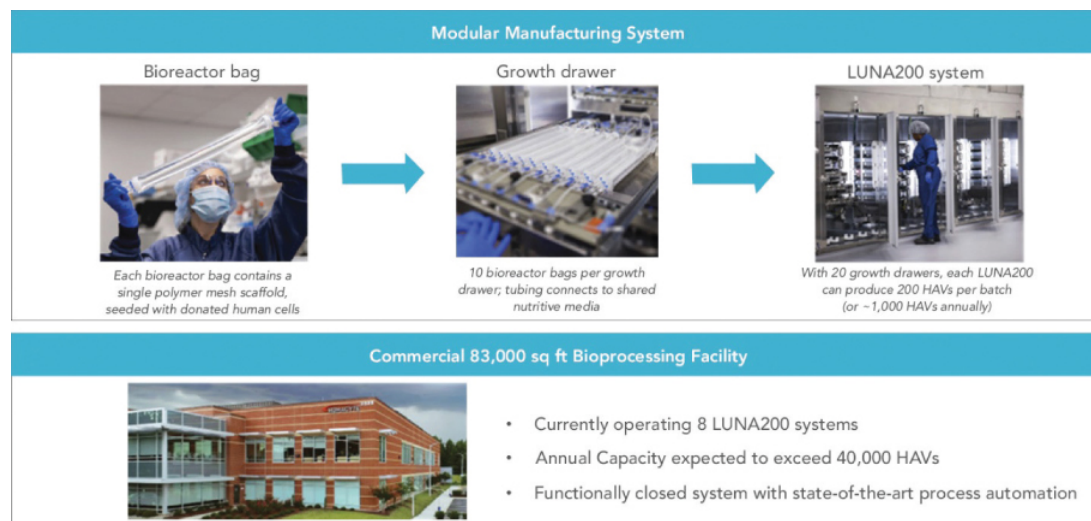 Modular Manufacturing System
Bioreactor bag
Growth drawer
LUNA200 system
Each bioreactor bag contains a
single polymer mesh scaffold,
seeded with donated human cells
10 bioreactor bags per growth
drawer; tubing connects to shared
nutritive media
With 20 growth drawers, each LUNA200
can produce 200 HAVs per batch
(or ~1,000 HAVs annually)
Commercial 83,000 sq ft Bioprocessing Facility
• Currently operating 8 LUNA200 systems
• Annual Capacity expected to exceed 40,000 HAVs
• Functionally closed system with state-of-the-art process automation